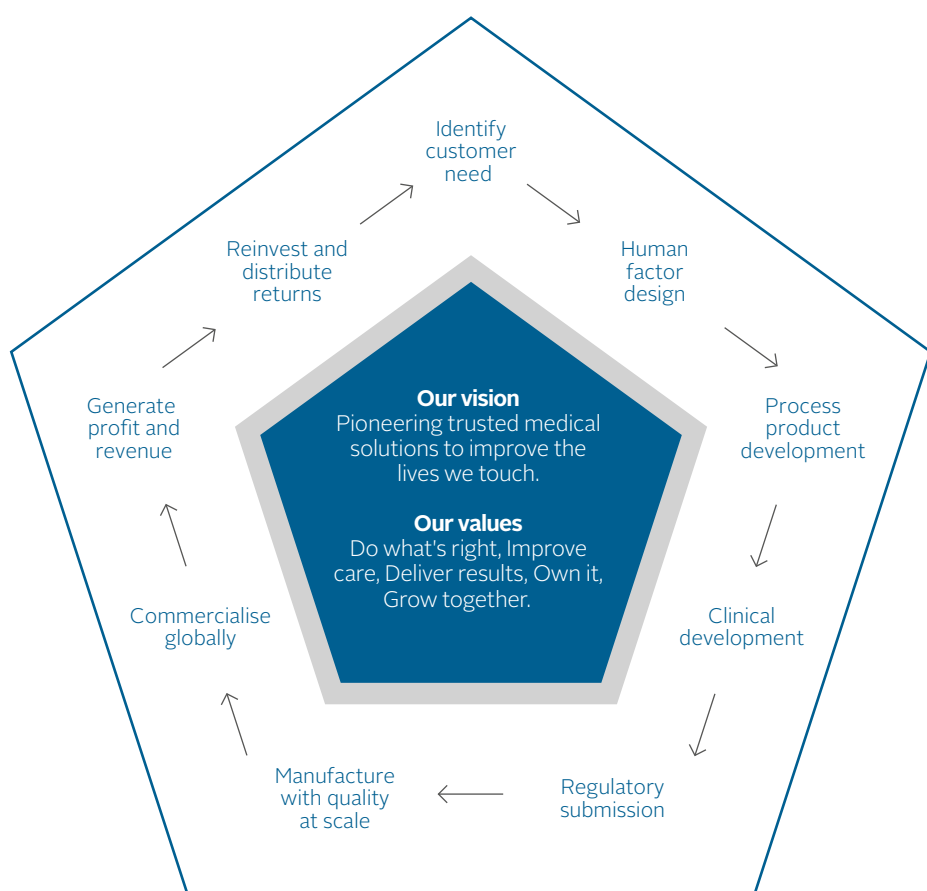 Identify
customer
need
Human
factor
design
Process
product
development
Clinical
development
Regulatory
submission
Manufacture
with quality
at scale
Commercialise
globally
Generate
profit and
revenue
Reinvest and
distribute
returns
Our vision
Pioneering trusted medical
solutions to improve the
lives we touch.
Our values
Do what's right, Improve
care, Deliver results, Own it,
Grow together.